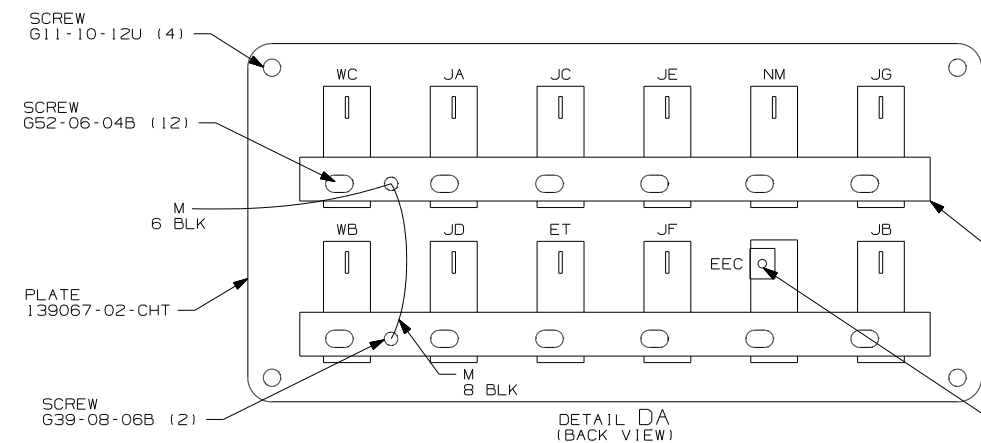 SCREW
G11-10-12U (4)
WC JA JC JE NM JG
SCREW
G52-06-04B (12)
M
6 BLK
WB JD ET JF JB
EEC
PLATE
139067-02-CHT
M
8 BLK
SCREW
G39-08-06B (2)
DETAIL DA
(BACK VIEW)